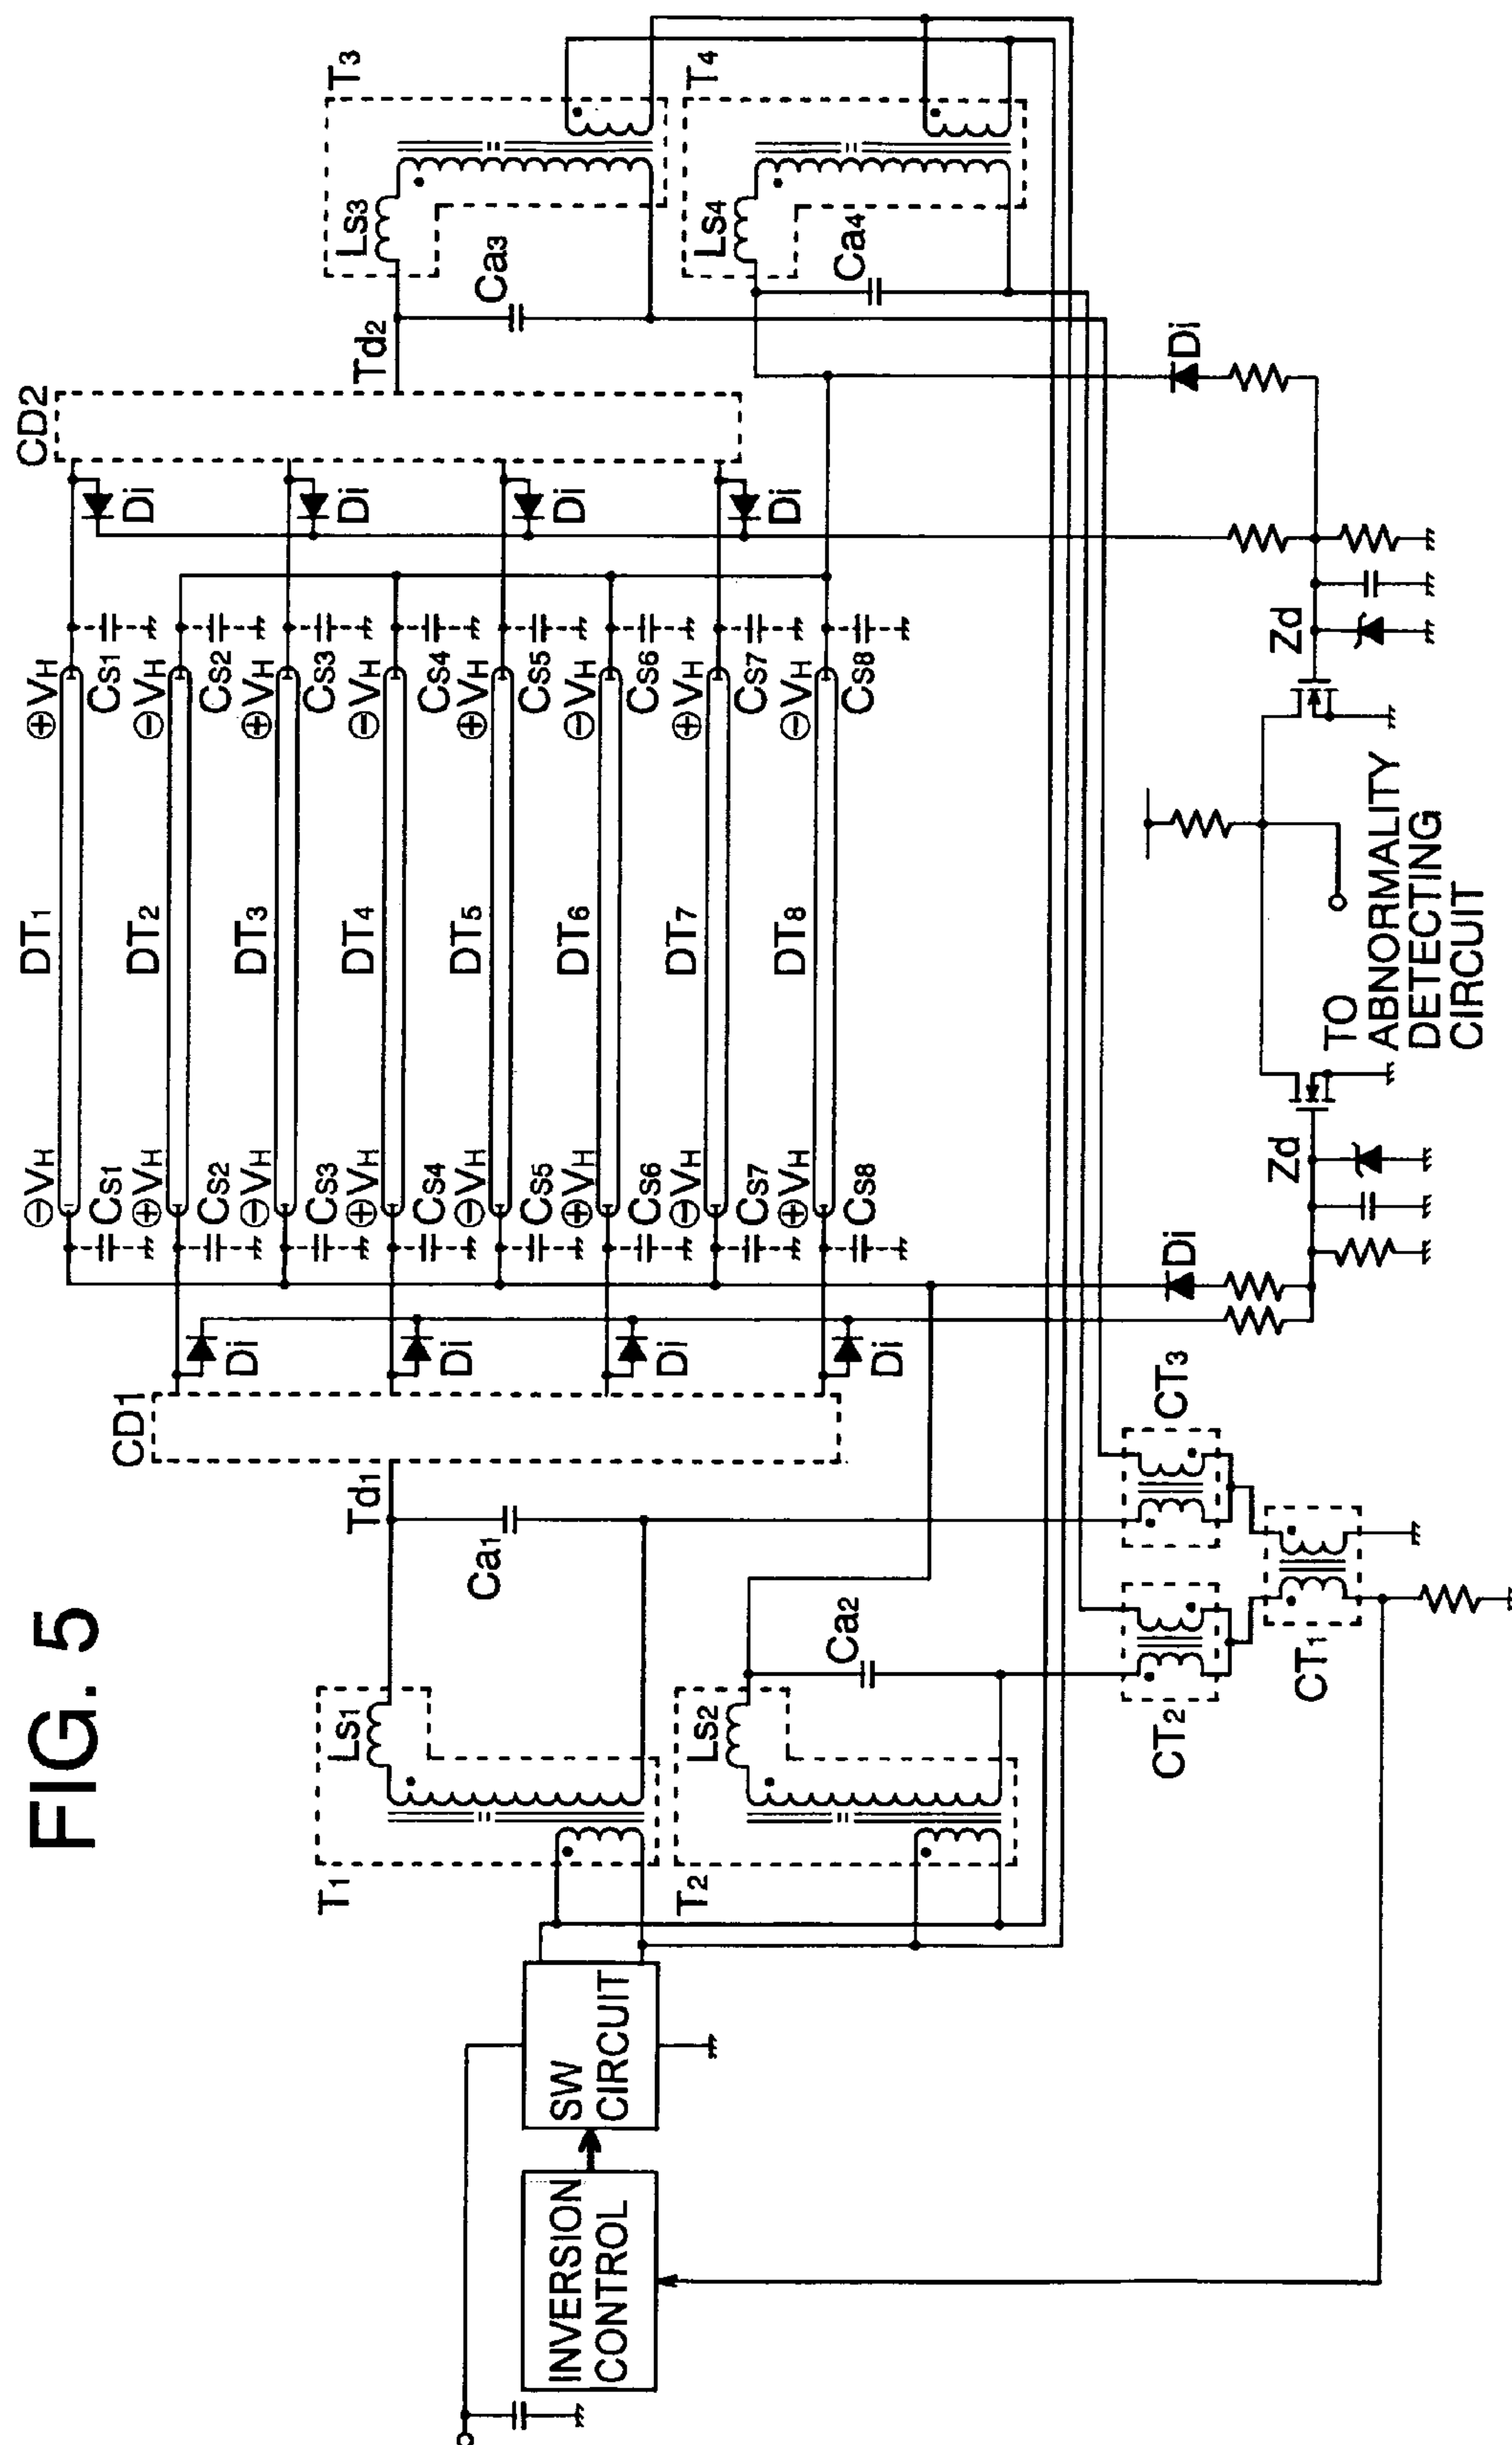 FIG. 5
INVERSION
CONTROL
SW
CIRCUIT
T1
LS1
T2
LS2
Ca1
Ca2
Td1
CD1
Di
Di
Di
Di
⊖VH
DT1
⊕VH
CS1
CS1
⊕VH
DT2
⊖VH
CS2
CS2
⊖VH
DT3
⊕VH
CS3
CS3
⊕VH
DT4
⊖VH
CS4
CS4
⊖VH
DT5
⊕VH
CS5
CS5
⊕VH
DT6
⊖VH
CS6
CS6
⊖VH
DT7
⊕VH
CS7
CS7
⊕VH
DT8
⊖VH
CS8
CS8
CD2
Di
Di
Di
Di
Td2
Ca3
LS3
T3
Ca4
LS4
T4
CT2
CT3
CT1
Di
Zd
TO
ABNORMALITY
DETECTING
CIRCUIT
Zd
Di